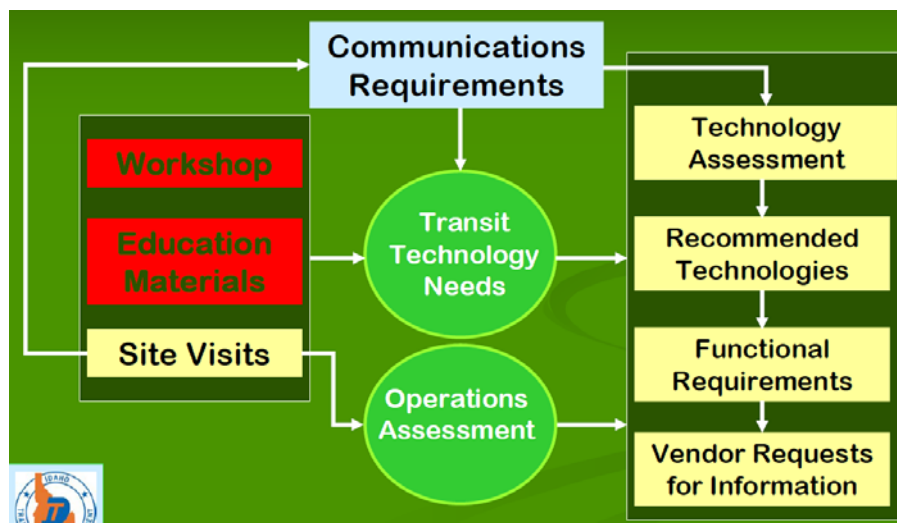 Communications
Requirements
Workshop
Education
Materials
Site Visits
Transit
Technology
Needs
Operations
Assessment
Technology
Assessment
Recommended
Technologies
Functional
Requirements
Vendor Requests
for Information
IDAHO